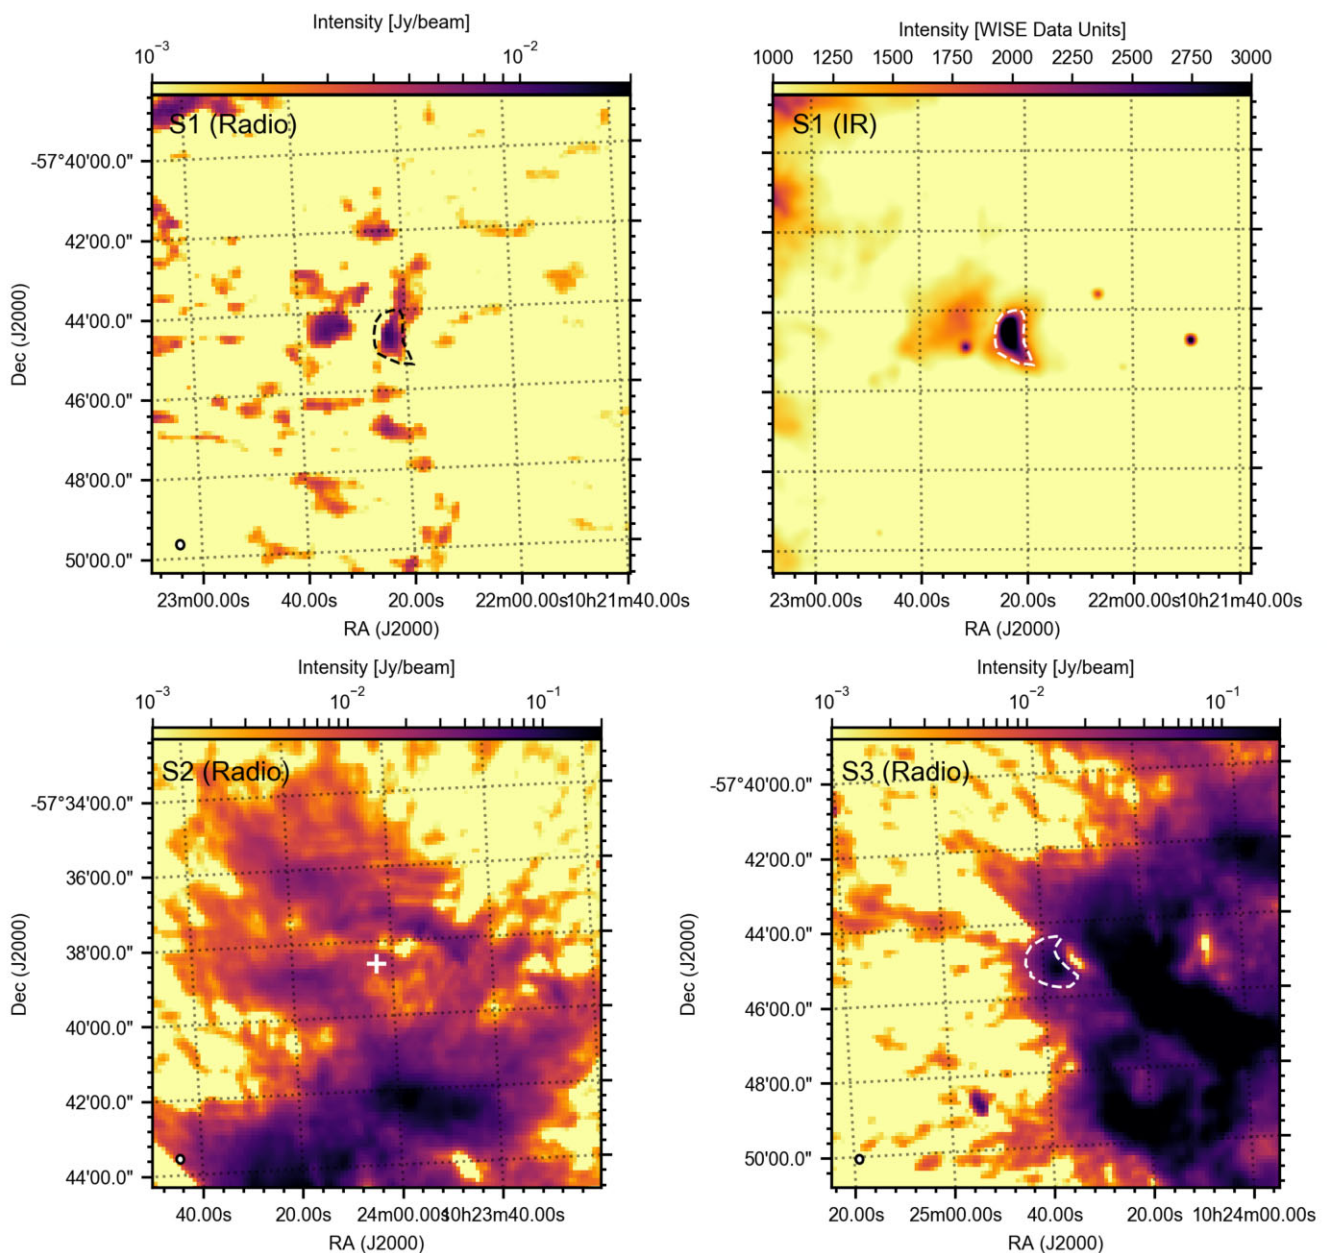 Intensity [Jy/beam]
10⁻³ 10⁻²
S1 (Radio)
-57°40'00.0"
42'00.0"
44'00.0"
46'00.0"
48'00.0"
50'00.0"
Dec (J2000)
23m00.00s 40.00s 20.00s 22m00.00s10h21m40.00s
RA (J2000)
Intensity [WISE Data Units]
1000 1250 1500 1750 2000 2250 2500 2750 3000
S1 (IR)
23m00.00s 40.00s 20.00s 22m00.00s10h21m40.00s
RA (J2000)
Intensity [Jy/beam]
10⁻³ 10⁻² 10⁻¹
S2 (Radio)
-57°34'00.0"
36'00.0"
38'00.0"
40'00.0"
42'00.0"
44'00.0"
Dec (J2000)
40.00s 20.00s 24m00.00s 10h23m40.00s
RA (J2000)
Intensity [Jy/beam]
10⁻³ 10⁻² 10⁻¹
S3 (Radio)
-57°40'00.0"
42'00.0"
44'00.0"
46'00.0"
48'00.0"
50'00.0"
Dec (J2000)
20.00s 25m00.00s 40.00s 20.00s 10h24m00.00s
RA (J2000)